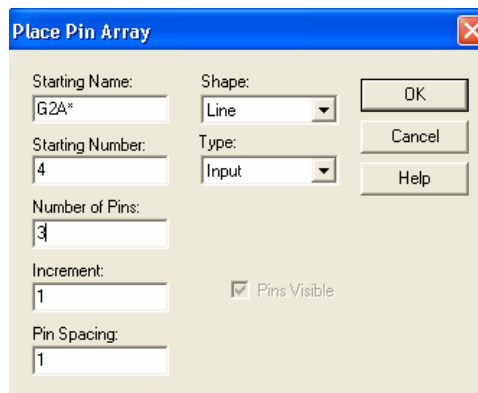 Place Pin Array
Starting Name:
G2A*
Shape:
Line
OK
Starting Number:
4
Type:
Input
Cancel
Help
Number of Pins:
3
Increment:
1
Pins Visible
Pin Spacing:
1